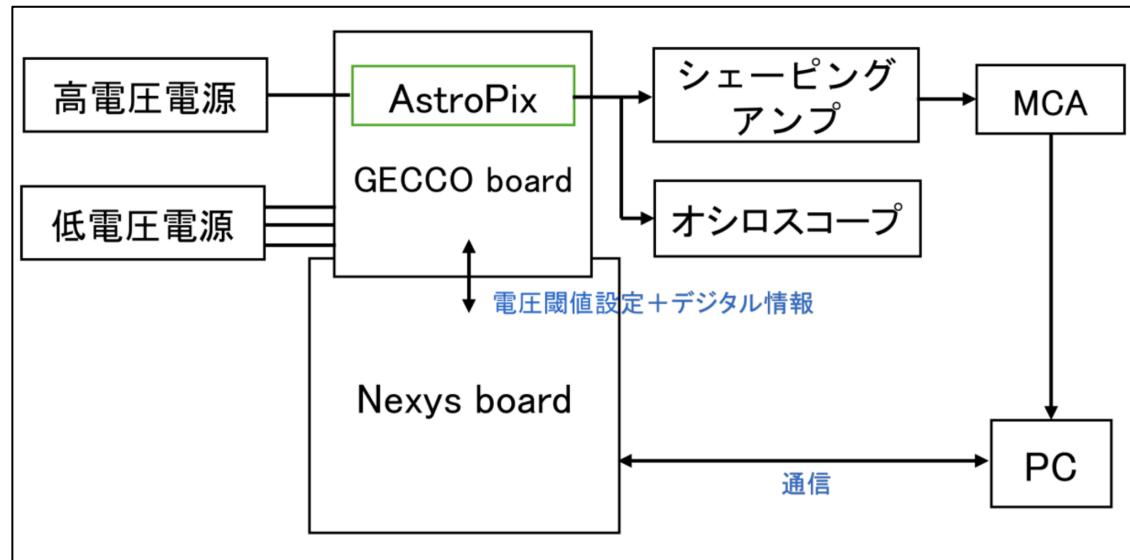 高電圧電源
AstroPix
シェーピング
アンプ
MCA
GECCO board
低電圧電源
オシロスコープ
電圧閾値設定＋デジタル情報
Nexys board
通信
PC